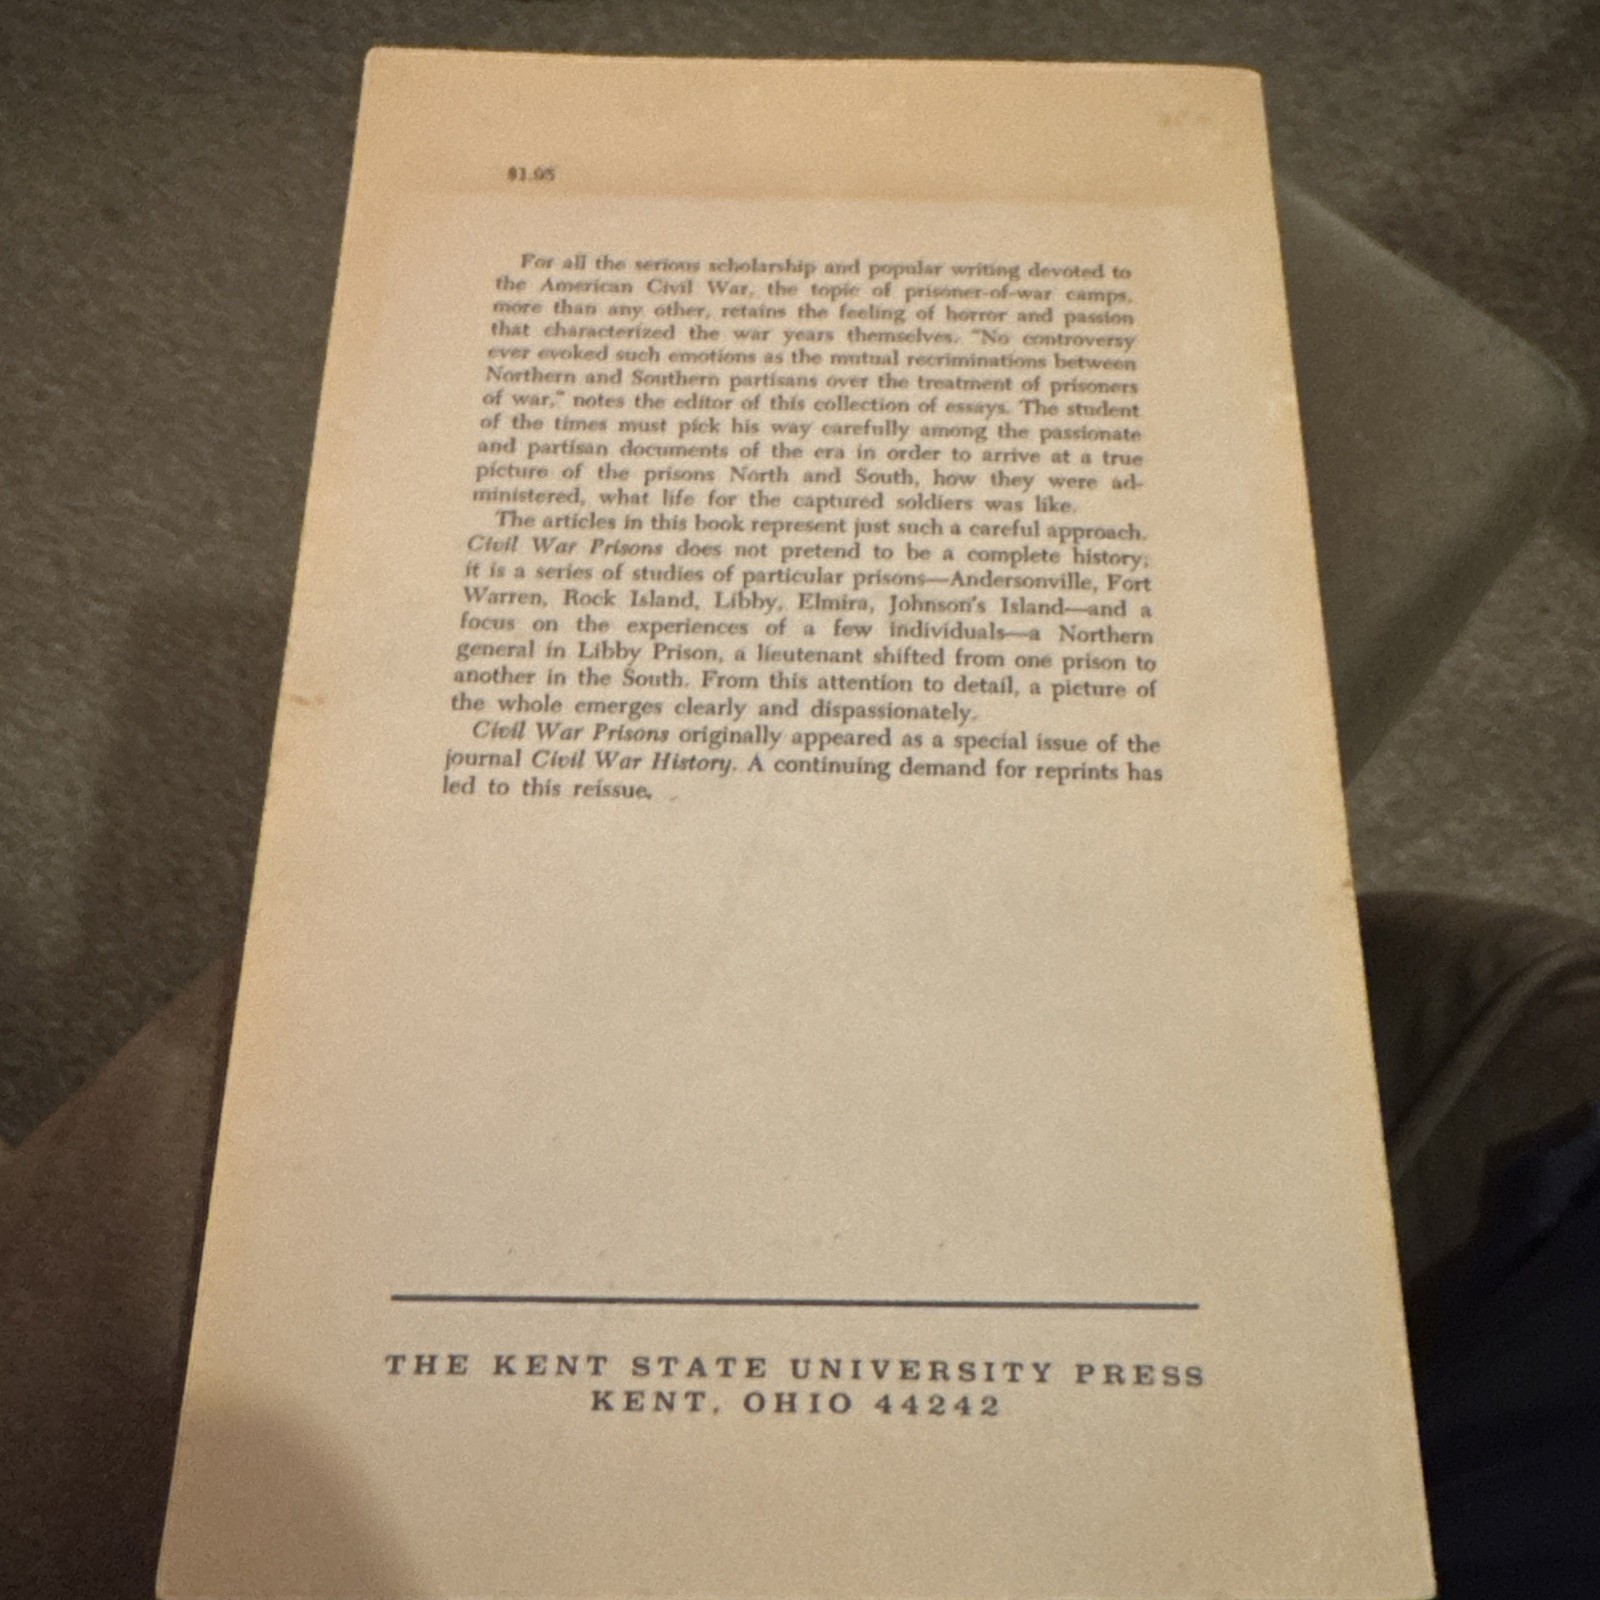 $1.95
For all the serious scholarship and popular writing devoted to
the American Civil War, the topic of prisoner-of-war camps,
more than any other, retains the feeling of horror and passion
that characterized the war years themselves. "No controversy
ever evoked such emotions as the mutual recriminations between
Northern and Southern partisans over the treatment of prisoners
of war," notes the editor of this collection of essays. The student
of the times must pick his way carefully among the passionate
and partisan documents of the era in order to arrive at a true
picture of the prisons North and South, how they were ad-
ministered, what life for the captured soldiers was like.
The articles in this book represent just such a careful approach.
Civil War Prisons does not pretend to be a complete history;
it is a series of studies of particular prisons—Andersonville, Fort
Warren, Rock Island, Libby, Elmira, Johnson's Island—and a
focus on the experiences of a few individuals—a Northern
general in Libby Prison, a lieutenant shifted from one prison to
another in the South. From this attention to detail, a picture of
the whole emerges clearly and dispassionately.
Civil War Prisons originally appeared as a special issue of the
journal Civil War History. A continuing demand for reprints has
led to this reissue.
THE KENT STATE UNIVERSITY PRESS
KENT, OHIO 44242